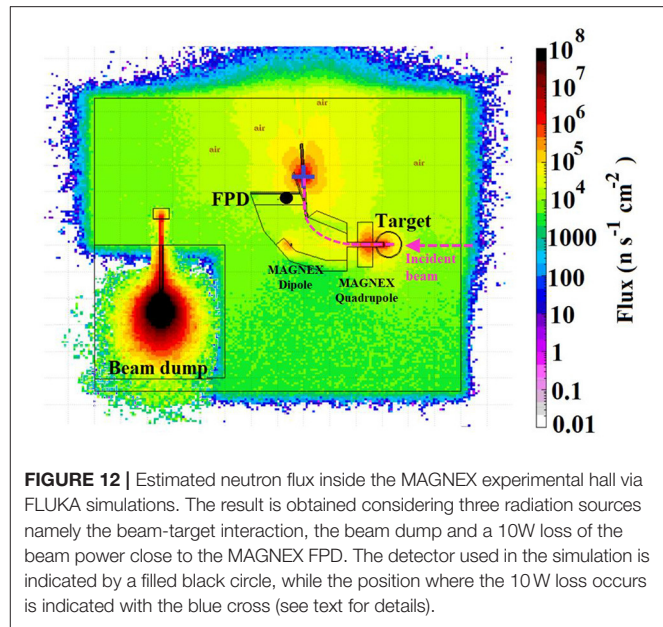 air
air
air
air
FPD
Target
Incident
beam
MAGNEX
Dipole
MAGNEX
Quadrupole
Beam dump
10^8
10^7
10^6
10^5
10^4
1000
100
10
1
0.1
0.01
Flux (n s^-1 cm^2)
FIGURE 12 | Estimated neutron flux inside the MAGNEX experimental hall via
FLUKA simulations. The result is obtained considering three radiation sources
namely the beam-target interaction, the beam dump and a 10W loss of the
beam power close to the MAGNEX FPD. The detector used in the simulation is
indicated by a filled black circle, while the position where the 10 W loss occurs
is indicated with the blue cross (see text for details).